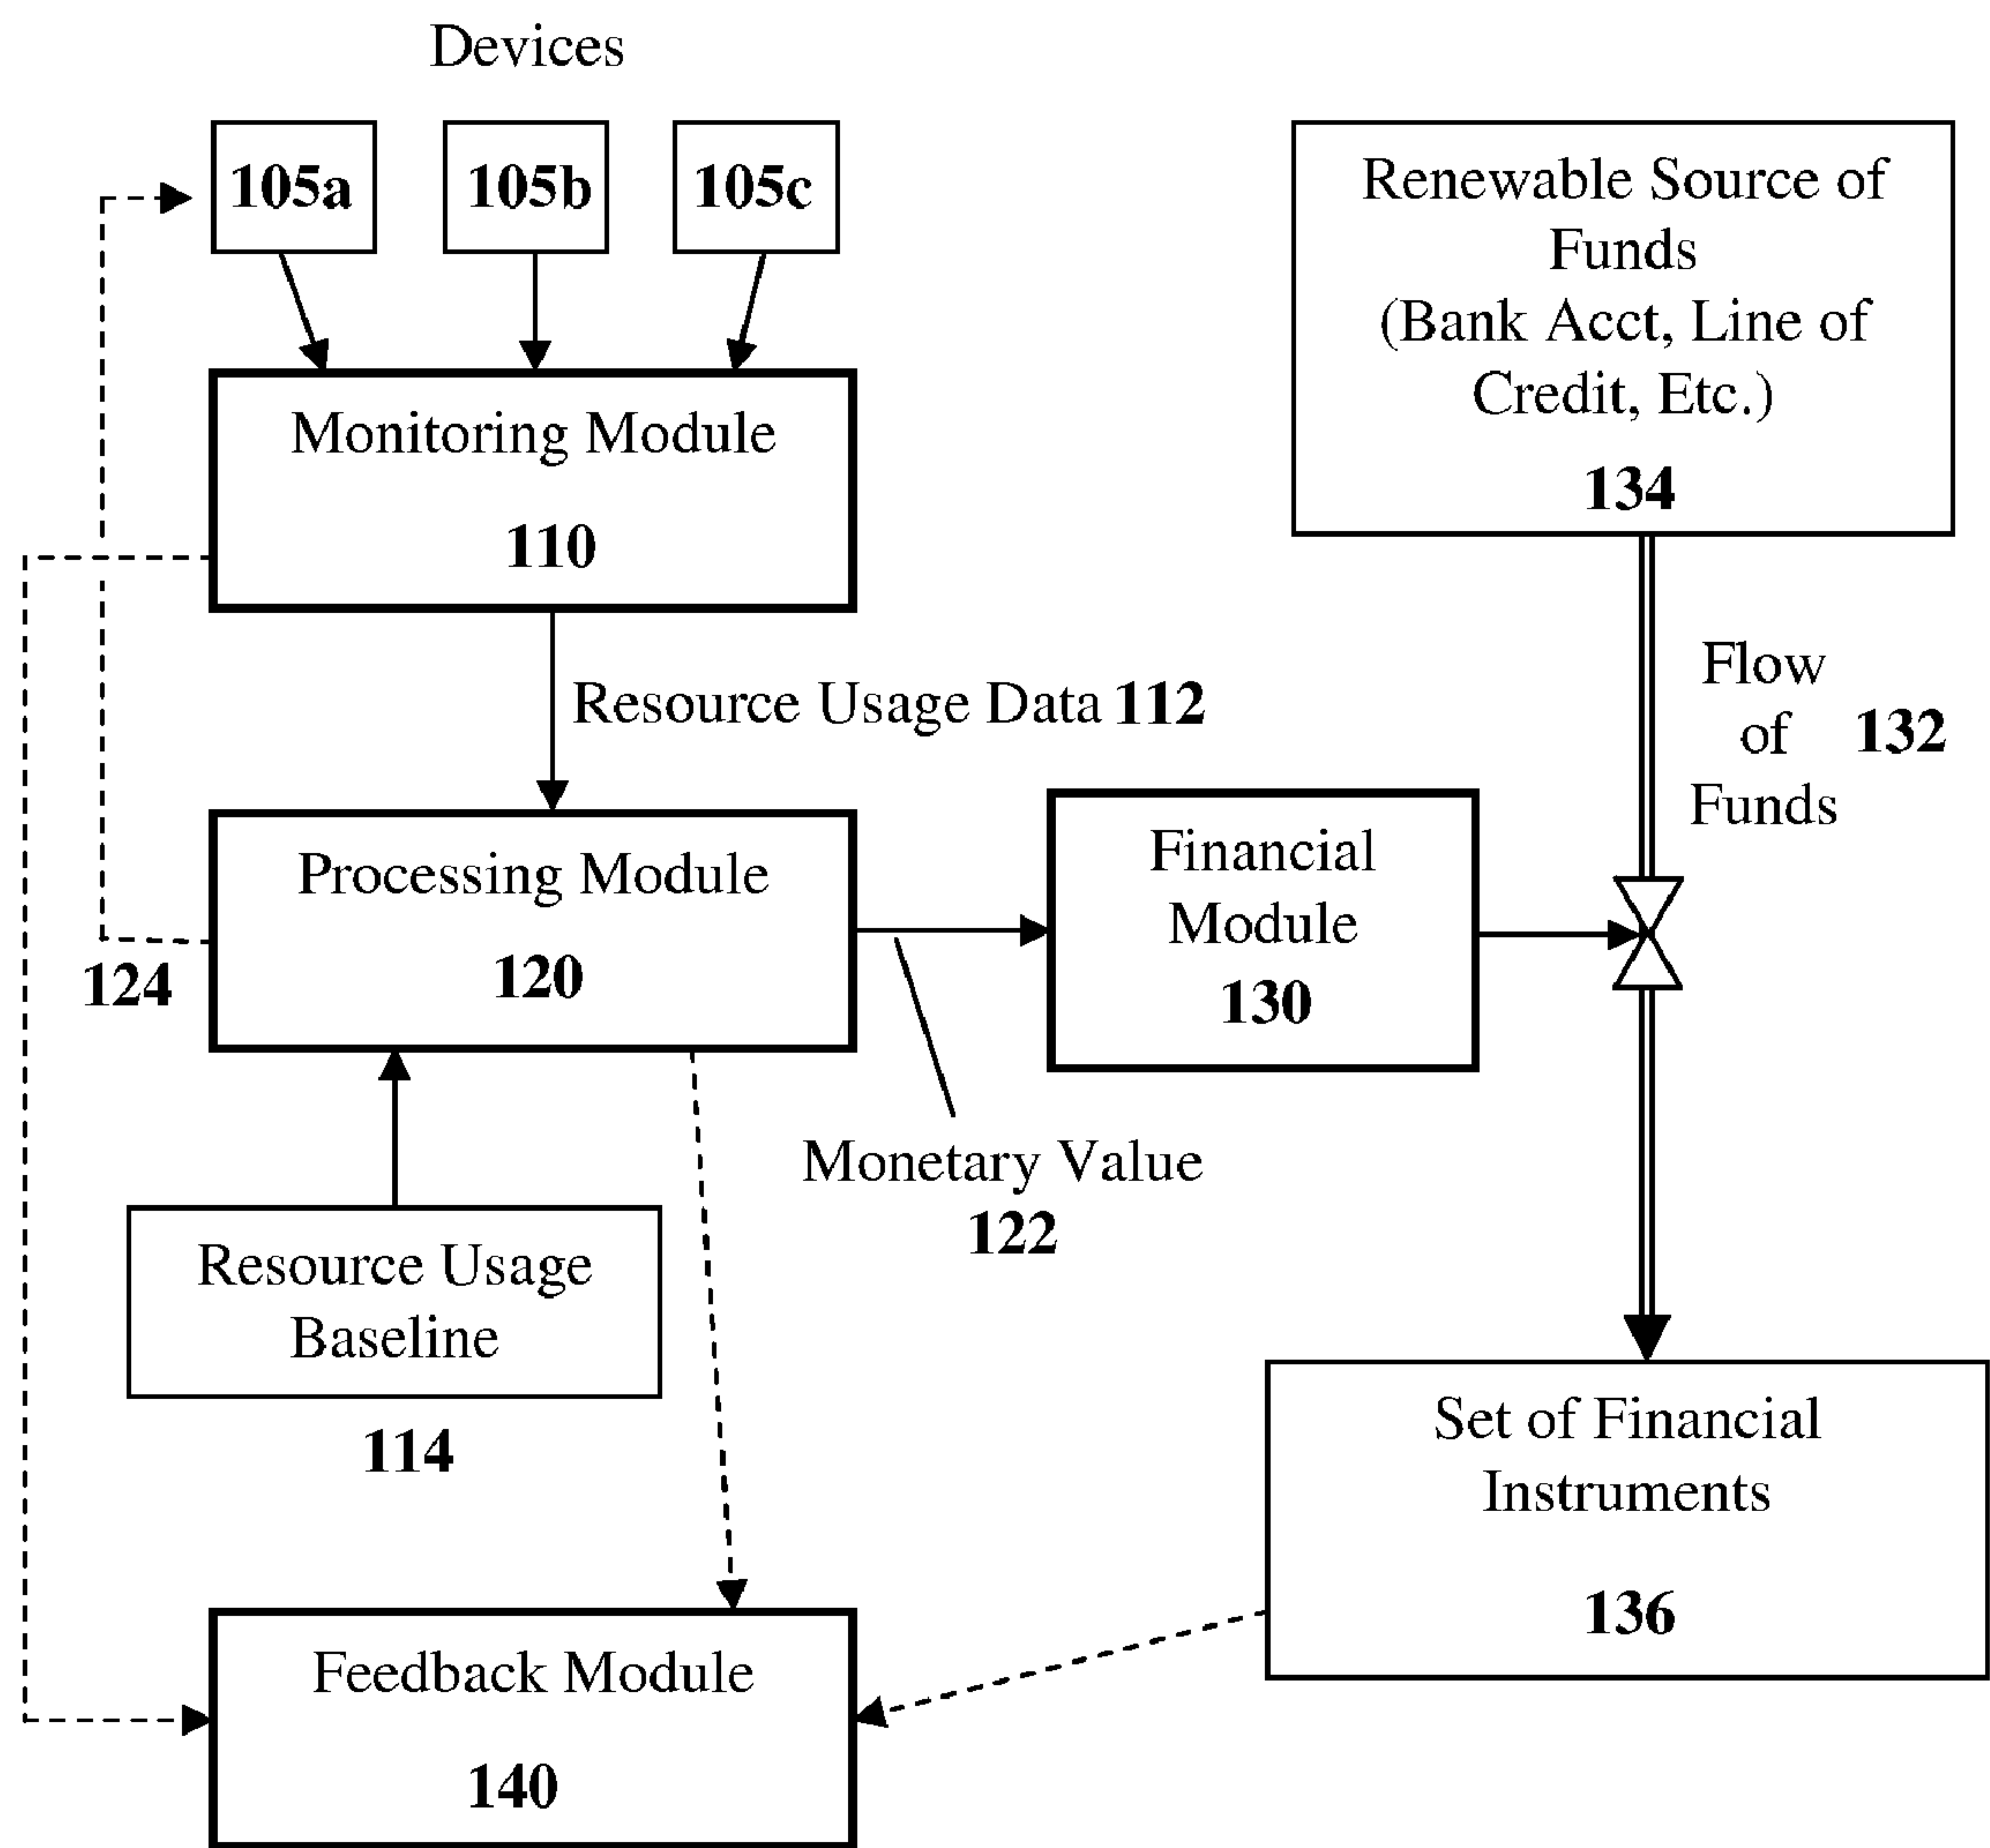 Devices
105a
105b
105c
Renewable Source of
Funds
(Bank Acct, Line of
Credit, Etc.)
134
Monitoring Module
110
Resource Usage Data 112
Flow
of
Funds
132
Processing Module
120
124
Financial
Module
130
Monetary Value
122
Resource Usage
Baseline
114
Set of Financial
Instruments
136
Feedback Module
140